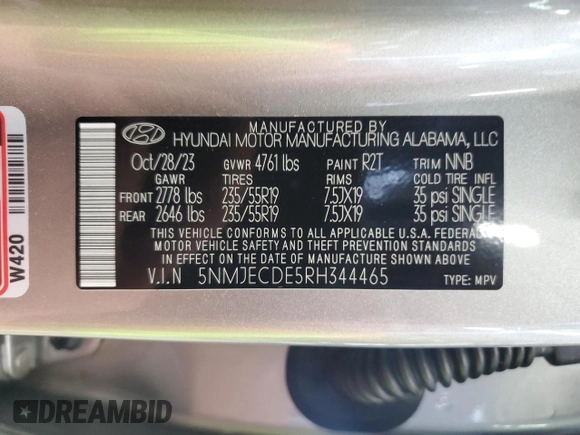 MANUFACTURED BY
HYUNDAI MOTOR MANUFACTURING ALABAMA, LLC
Oct/28/23 GVWR 4761 lbs PAINT R2T TRIM NNB
GAWR TIRES RIMS COLD TIRE INFL
FRONT 2778 lbs 235/55R19 7.5JX19 35 psi SINGLE
REAR 2646 lbs 235/55R19 7.5JX19 35 psi SINGLE
THIS VEHICLE CONFORMS TO ALL APPLICABLE U.S.A. FEDERAL
MOTOR VEHICLE SAFETY AND THEFT PREVENTION STANDARDS
IN EFFECT ON THE DATE OF MANUFACTURE SHOWN ABOVE.
V.I.N 5NMJECDE5RH344465 TYPE: MPV
W420
DREAMBID